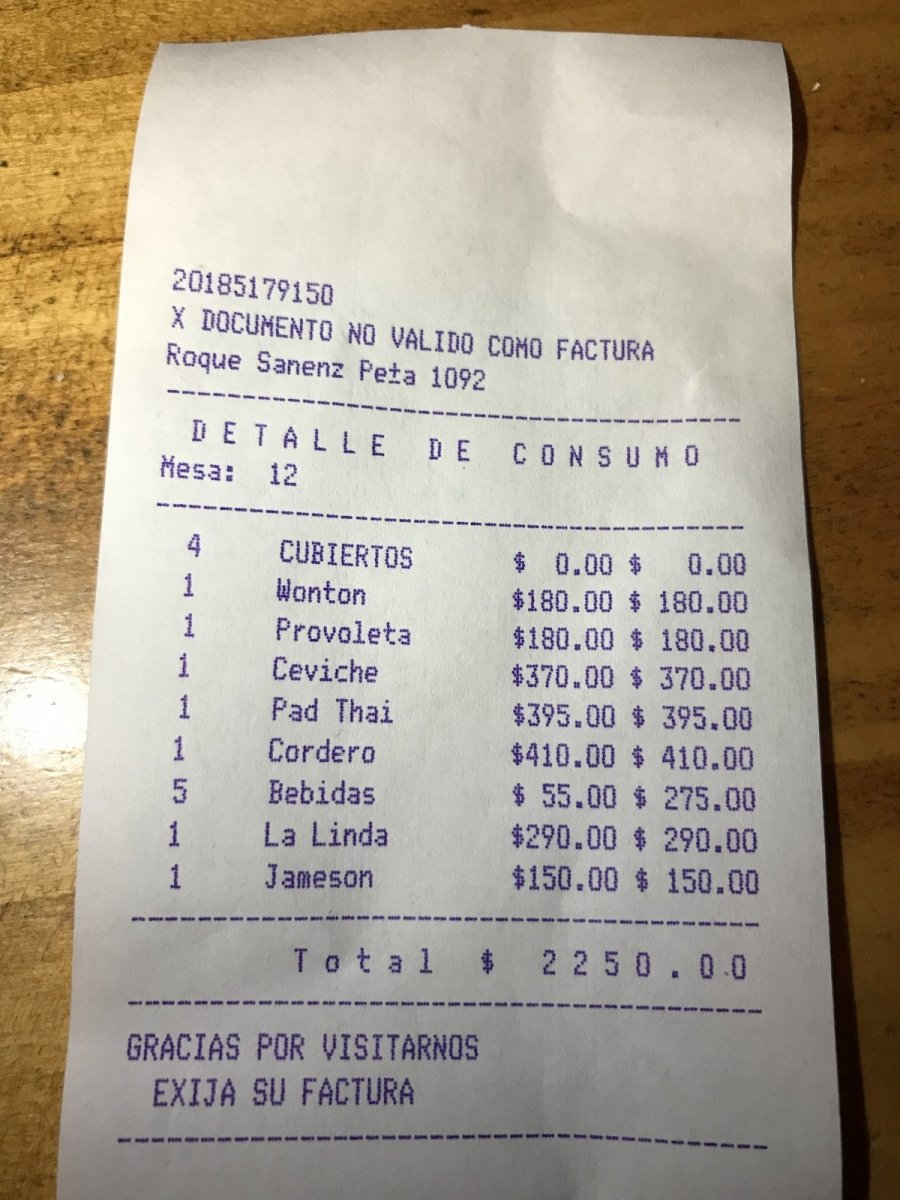 20185179150
X DOCUMENTO NO VALIDO COMO FACTURA
Roque Sanenz Pe±a 1092
DETALLE DE CONSUMO
Mesa: 12
4 CUBIERTOS $ 0.00 $ 0.00
1 Wonton $180.00 $ 180.00
1 Provoleta $180.00 $ 180.00
1 Ceviche $370.00 $ 370.00
1 Pad Thai $395.00 $ 395.00
1 Cordero $410.00 $ 410.00
5 Bebidas $ 55.00 $ 275.00
1 La Linda $290.00 $ 290.00
1 Jameson $150.00 $ 150.00
Total $ 2250.00
GRACIAS POR VISITARNOS
EXIJA SU FACTURA